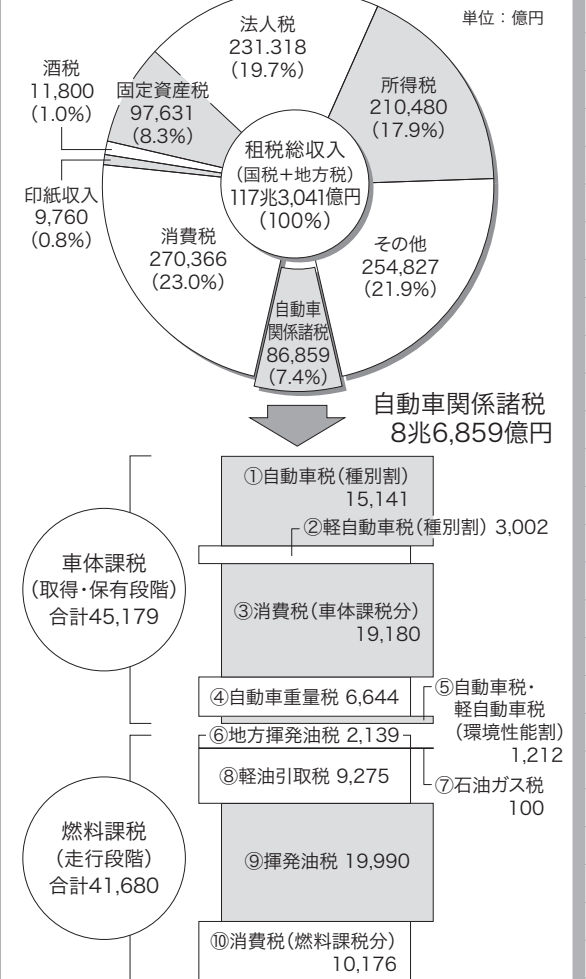 単位：億円
法人税
231.318
(19.7%)
所得税
210,480
(17.9%)
酒税
11,800
(1.0%)
固定資産税
97,631
(8.3%)
租税総収入
(国税＋地方税)
117兆3,041億円
(100%)
印紙収入
9,760
(0.8%)
消費税
270,366
(23.0%)
その他
254,827
(21.9%)
自動車
関係諸税
86,859
(7.4%)
自動車関係諸税
8兆6,859億円
①自動車税(種別割)
15,141
②軽自動車税(種別割) 3,002
車体課税
(取得・保有段階)
合計45,179
③消費税(車体課税分)
19,180
④自動車重量税 6,644
⑤自動車税・
軽自動車税
(環境性能割)
1,212
⑥地方揮発油税 2,139
⑦石油ガス税
100
⑧軽油引取税 9,275
燃料課税
(走行段階)
合計41,680
⑨揮発油税 19,990
⑩消費税(燃料課税分)
10,176